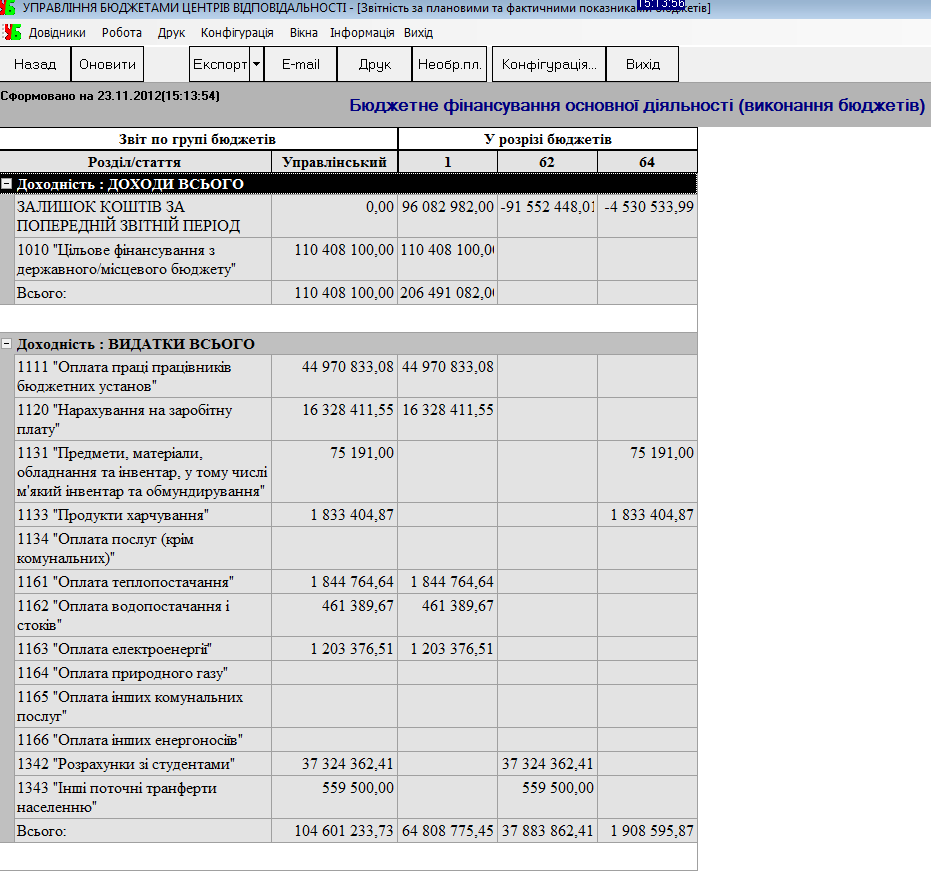 УПРАВЛІННЯ БЮДЖЕТАМИ ЦЕНТРІВ ВІДПОВІДАЛЬНОСТІ - [Звітність за плановими та фактичними показниками бюджетів]
15:13:56
Довідники Робота Друк Конфігурація Вікна Інформація Вихід
Назад Оновити Експорт E-mail Друк Необр.пл. Конфігурація... Вихід
Сформовано на 23.11.2012(15:13:54)
Бюджетне фінансування основної діяльності (виконання бюджетів)
Звіт по групі бюджетів У розрізі бюджетів
Розділ/стаття Управлінський 1 62 64
Доходність : ДОХОДИ ВСЬОГО
ЗАЛИШОК КОШТІВ ЗА 0,00 96 082 982,00 -91 552 448,01 -4 530 533,99
ПОПЕРЕДНІЙ ЗВІТНІЙ ПЕРІОД
1010 "Цільове фінансування з 110 408 100,00 110 408 100,00
державного/місцевого бюджету"
Всього: 110 408 100,00 206 491 082,00
Доходність : ВИДАТКИ ВСЬОГО
1111 "Оплата праці працівників 44 970 833,08 44 970 833,08
бюджетних установ"
1120 "Нарахування на заробітну 16 328 411,55 16 328 411,55
плату"
1131 "Предмети, матеріали, 75 191,00 75 191,00
обладнання та інвентар, у тому числі
м'який інвентар та обмундирування"
1133 "Продукти харчування" 1 833 404,87 1 833 404,87
1134 "Оплата послуг (крім
комунальних)"
1161 "Оплата теплопостачання" 1 844 764,64 1 844 764,64
1162 "Оплата водопостачання і 461 389,67 461 389,67
стоків"
1163 "Оплата електроенергії" 1 203 376,51 1 203 376,51
1164 "Оплата природного газу"
1165 "Оплата інших комунальних
послуг"
1166 "Оплата інших енергоносіїв"
1342 "Розрахунки зі студентами" 37 324 362,41 37 324 362,41
1343 "Інші поточні транферти 559 500,00 559 500,00
населенню"
Всього: 104 601 233,73 64 808 775,45 37 883 862,41 1 908 595,87